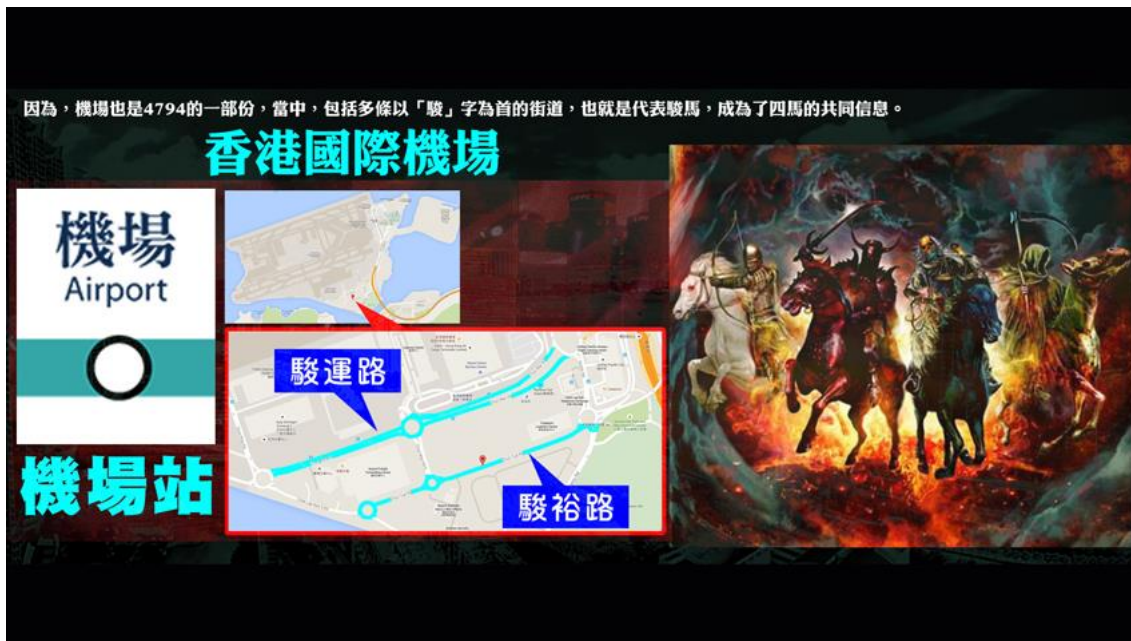 因為，機場也是4794的一部份，當中，包括多條以「駿」字為首的街道，也就是代表駿馬，成為了四馬的共同信息。
香港國際機場
機場
Airport
駿運路
機場站
駿裕路